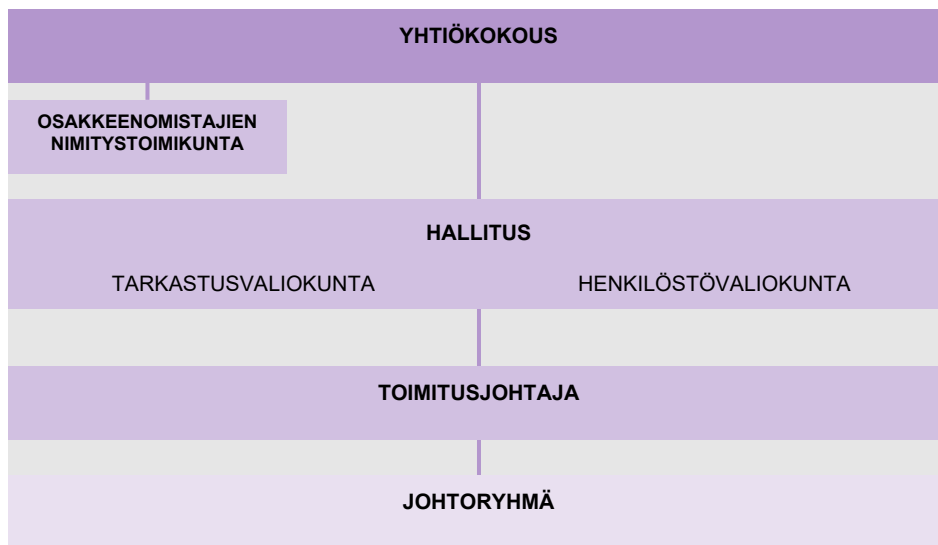 YHTIÖKOKOUS
OSAKKEENOMISTAJIEN
NIMITYSTOIMIKUNTA
HALLITUS
TARKASTUSVALIOKUNTA
HENKILÖSTÖVALIOKUNTA
TOIMITUSJOHTAJA
JOHTORYHMÄ